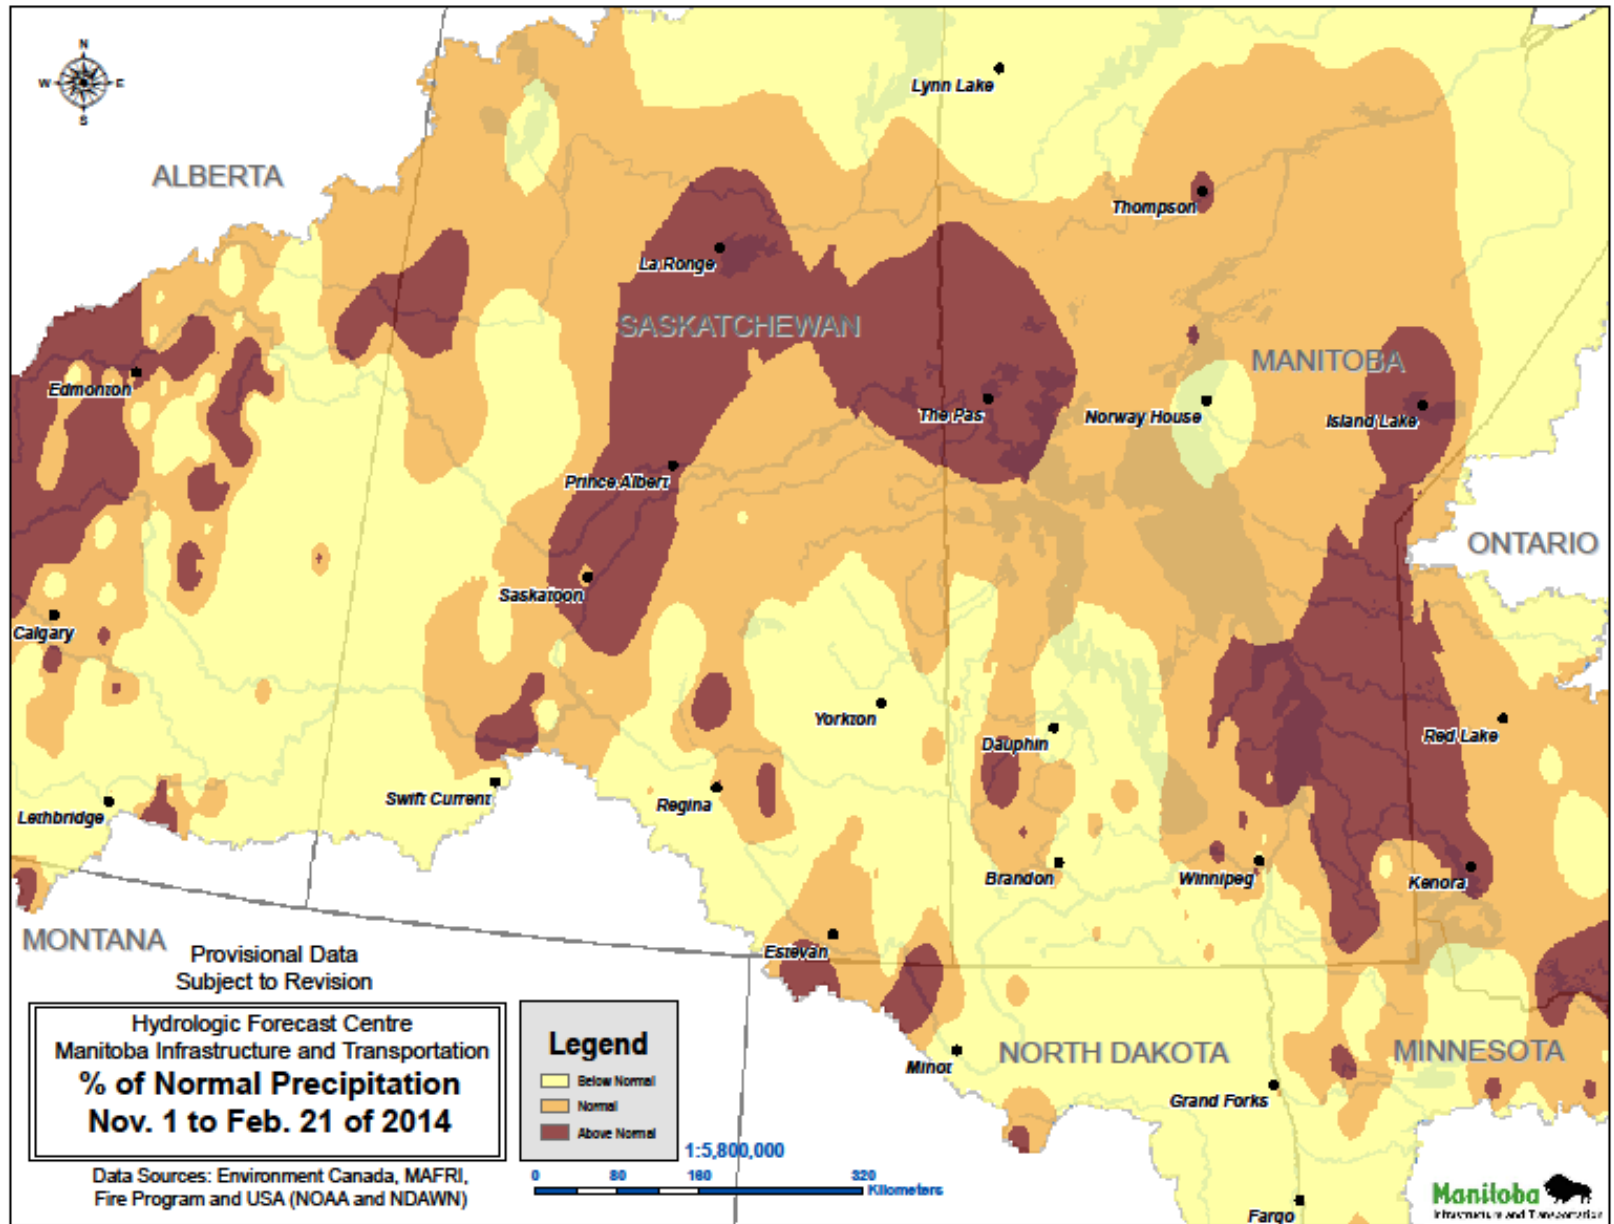 N
W E
S
Lynn Lake
ALBERTA
Thompson
La Ronge
SASKATCHEWAN
MANITOBA
Edmonton
The Pas
Norway House
Island Lake
Prince Albert
ONTARIO
Saskatoon
Calgary
Yorkton
Dauphin
Red Lake
Swift Current
Regina
Lethbridge
Brandon
Winnipeg
Kenora
MONTANA
Estevan
Provisional Data
Subject to Revision
Hydrologic Forecast Centre
Manitoba Infrastructure and Transportation
% of Normal Precipitation
Nov. 1 to Feb. 21 of 2014
Data Sources: Environment Canada, MAFRI,
Fire Program and USA (NOAA and NDAWN)
Legend
Below Normal
Normal
Above Normal
1:5,800,000
0 80 160 320
Kilometers
Minot
NORTH DAKOTA
MINNESOTA
Grand Forks
Fargo
Manitoba
Infrastructure and Transportation